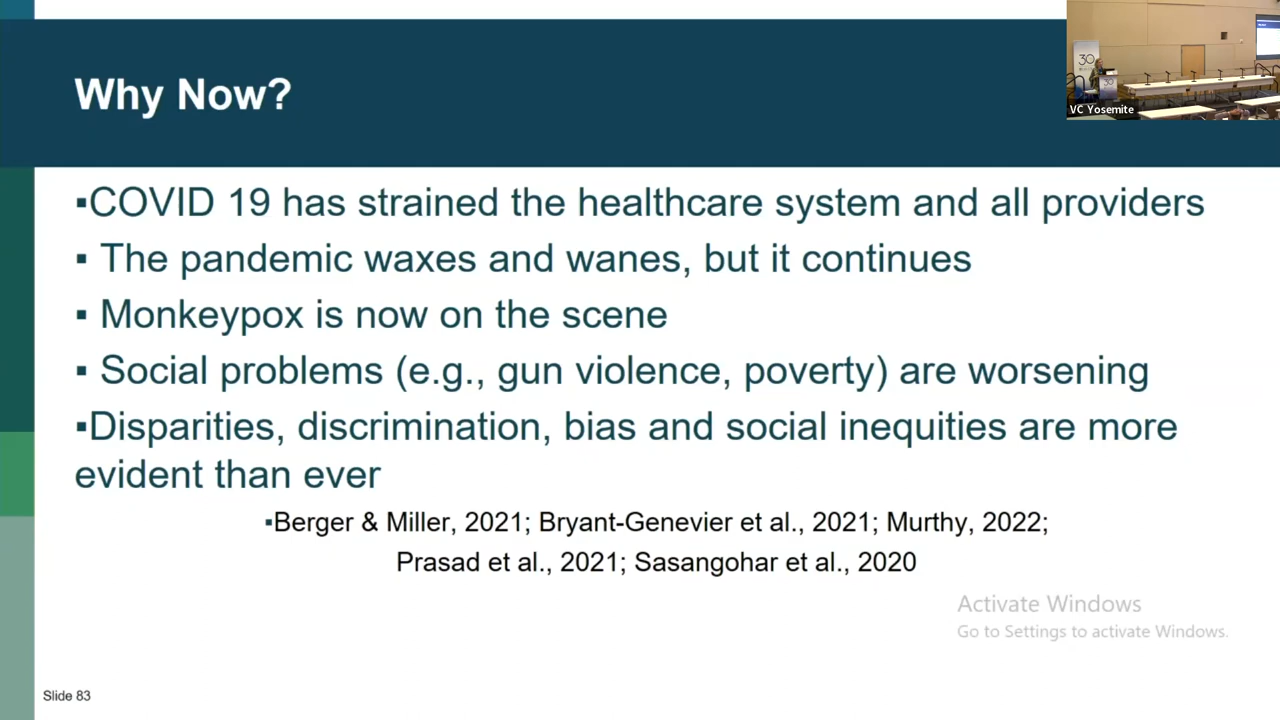 Why Now?
30
30
VC Yosemite
▪COVID 19 has strained the healthcare system and all providers
▪ The pandemic waxes and wanes, but it continues
▪ Monkeypox is now on the scene
▪ Social problems (e.g., gun violence, poverty) are worsening
▪Disparities, discrimination, bias and social inequities are more
evident than ever
▪Berger & Miller, 2021; Bryant-Genevier et al., 2021; Murthy, 2022;
Prasad et al., 2021; Sasangohar et al., 2020
Activate Windows
Go to Settings to activate Windows.
Slide 83